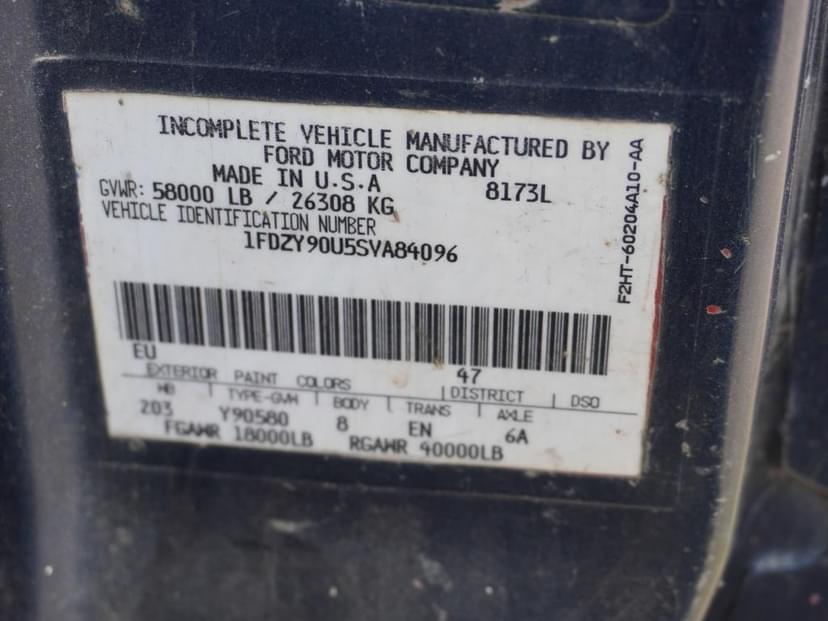 INCOMPLETE VEHICLE MANUFACTURED BY
FORD MOTOR COMPANY
MADE IN U.S.A 8173L
GVWR: 58000 LB / 26308 KG
VEHICLE IDENTIFICATION NUMBER
1FDZY90U5SVA84096
F2HT-60204A10-AA
EU 47
EXTERIOR PAINT COLORS DISTRICT DSO
WB TYPE-GVW BODY TRANS AXLE
203 Y90580 8 EN 6A
FGAWR 18000LB RGAWR 40000LB